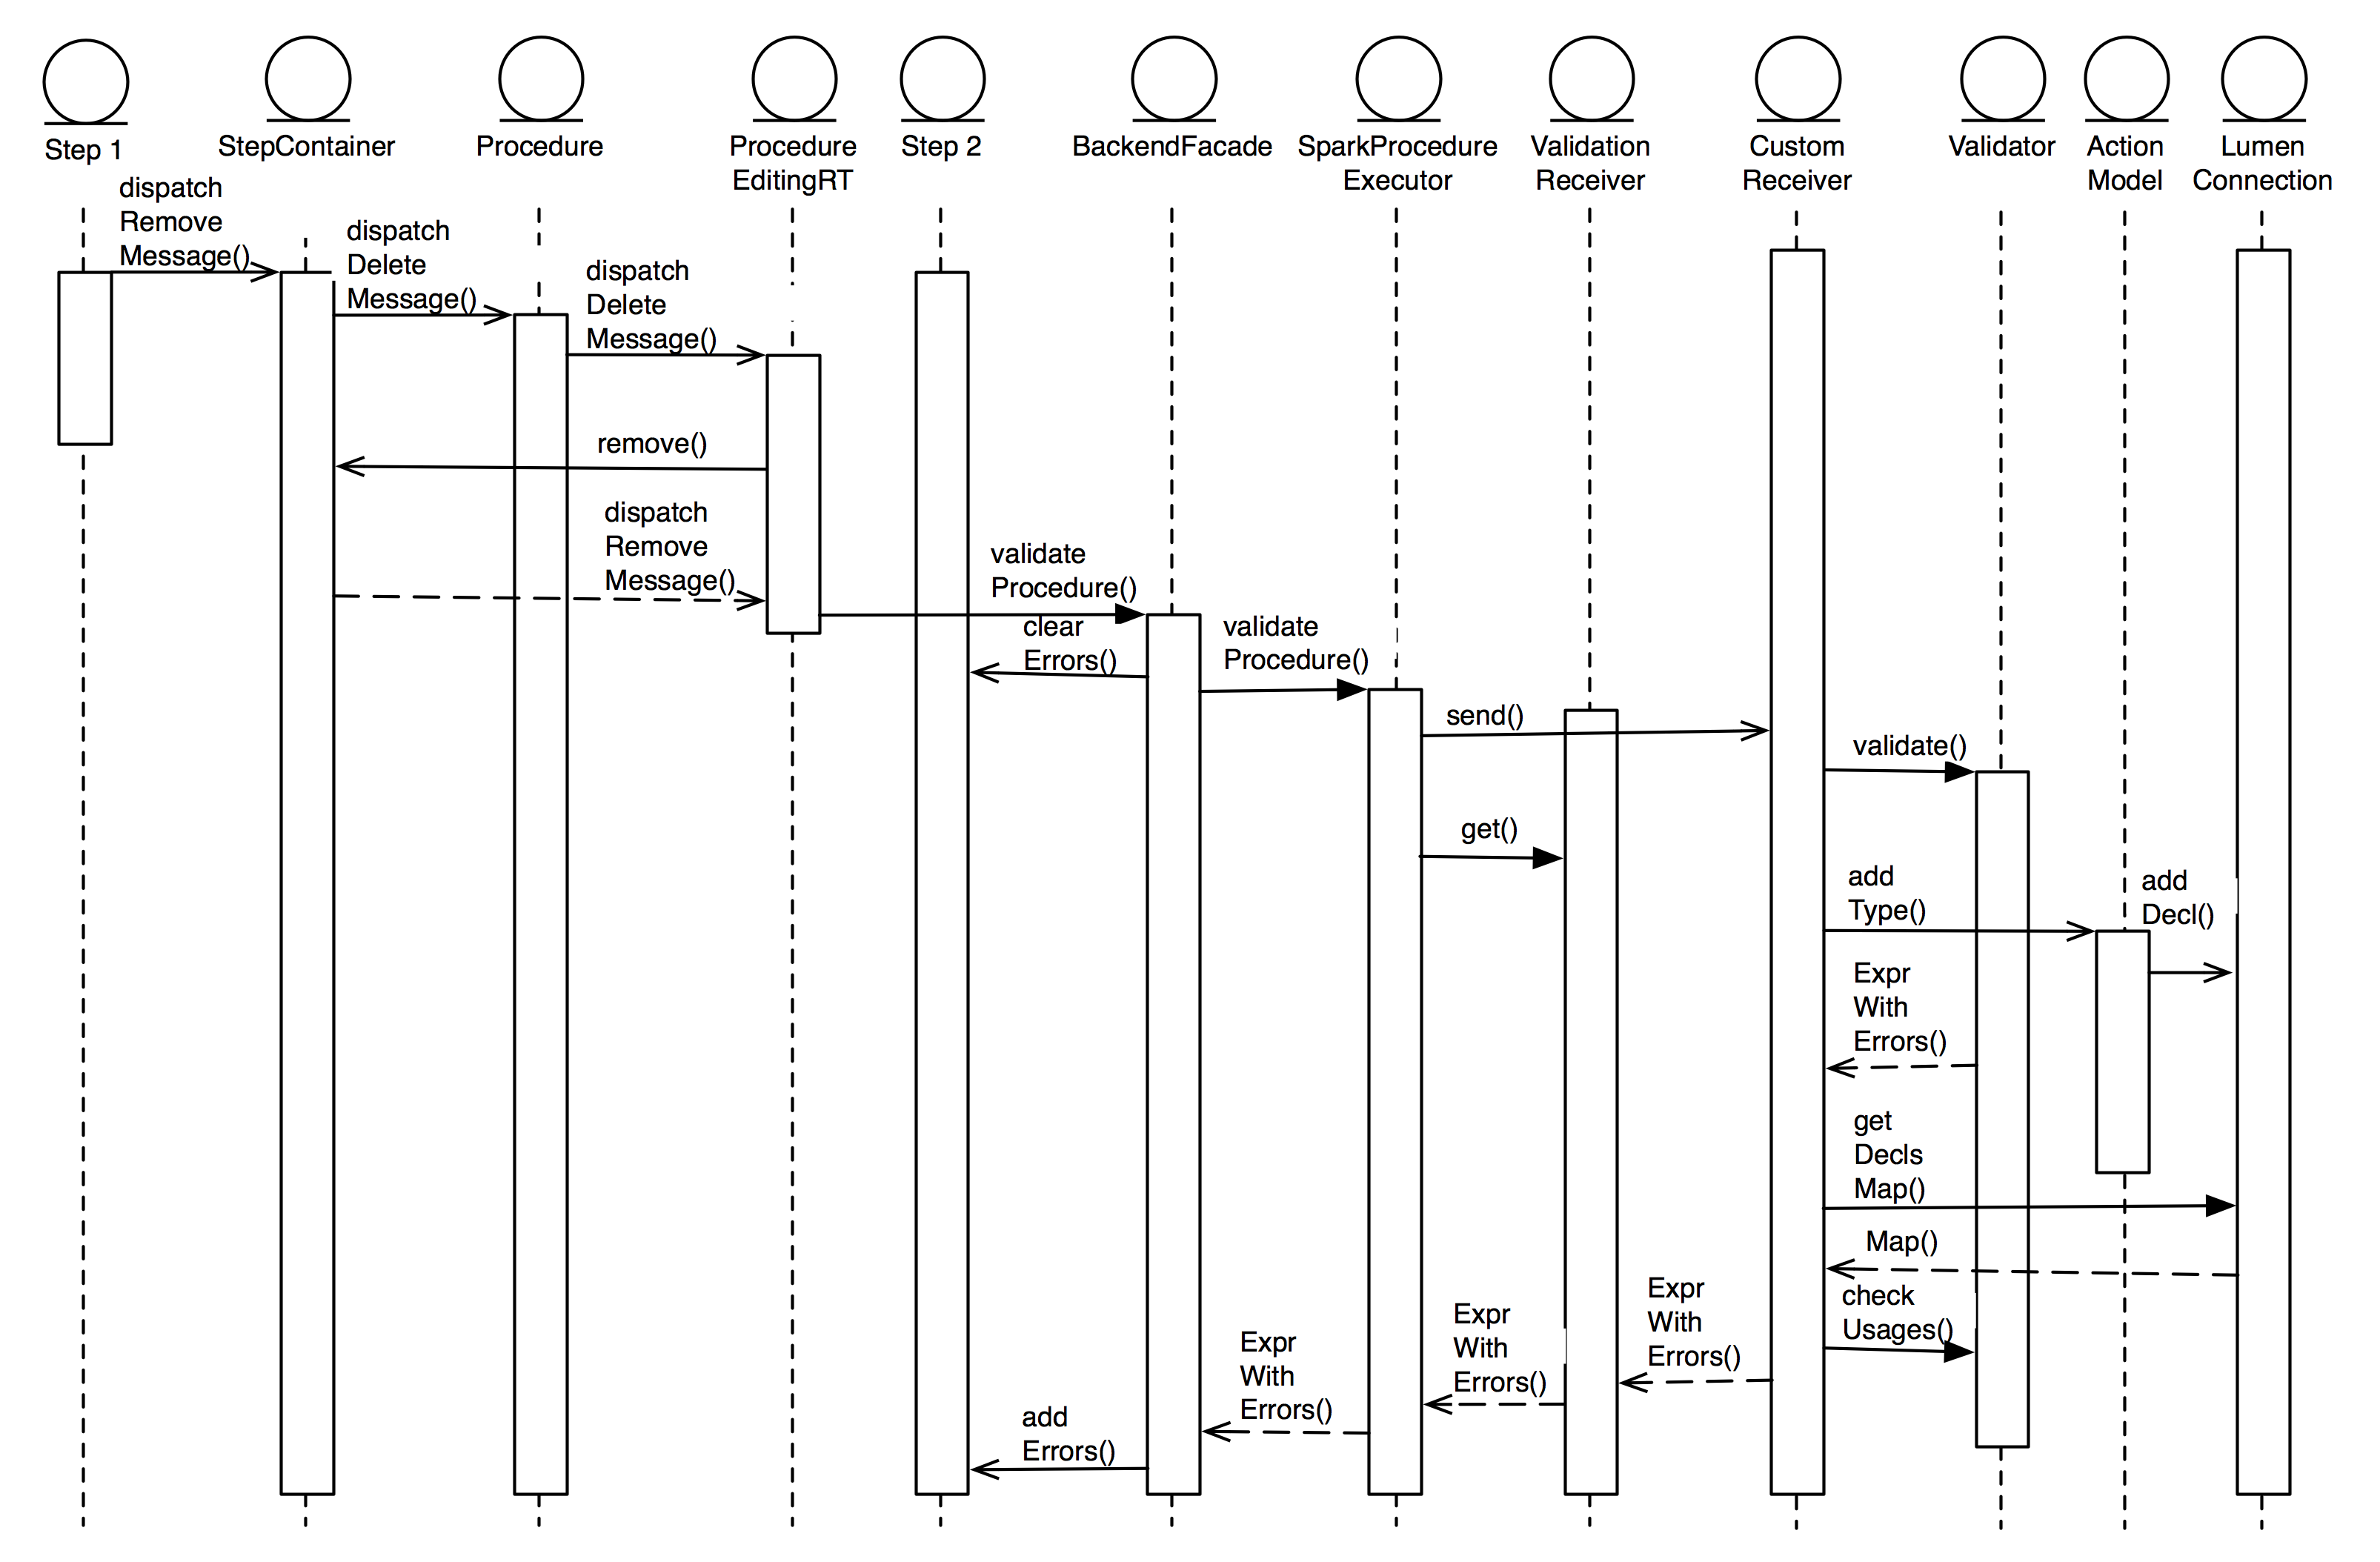 Step 1
StepContainer
Procedure
Procedure
EditingRT
Step 2
BackendFacade
SparkProcedure
Executor
Validation
Receiver
Custom
Receiver
Validator
Action
Model
Lumen
Connection
dispatch
Remove
Message()
dispatch
Delete
Message()
dispatch
Delete
Message()
remove()
dispatch
Remove
Message()
validate
Procedure()
clear
Errors()
validate
Procedure()
send()
validate()
get()
add
Type()
add
Decl()
Expr
With
Errors()
get
Decls
Map()
Map()
check
Usages()
Expr
With
Errors()
Expr
With
Errors()
Expr
With
Errors()
add
Errors()